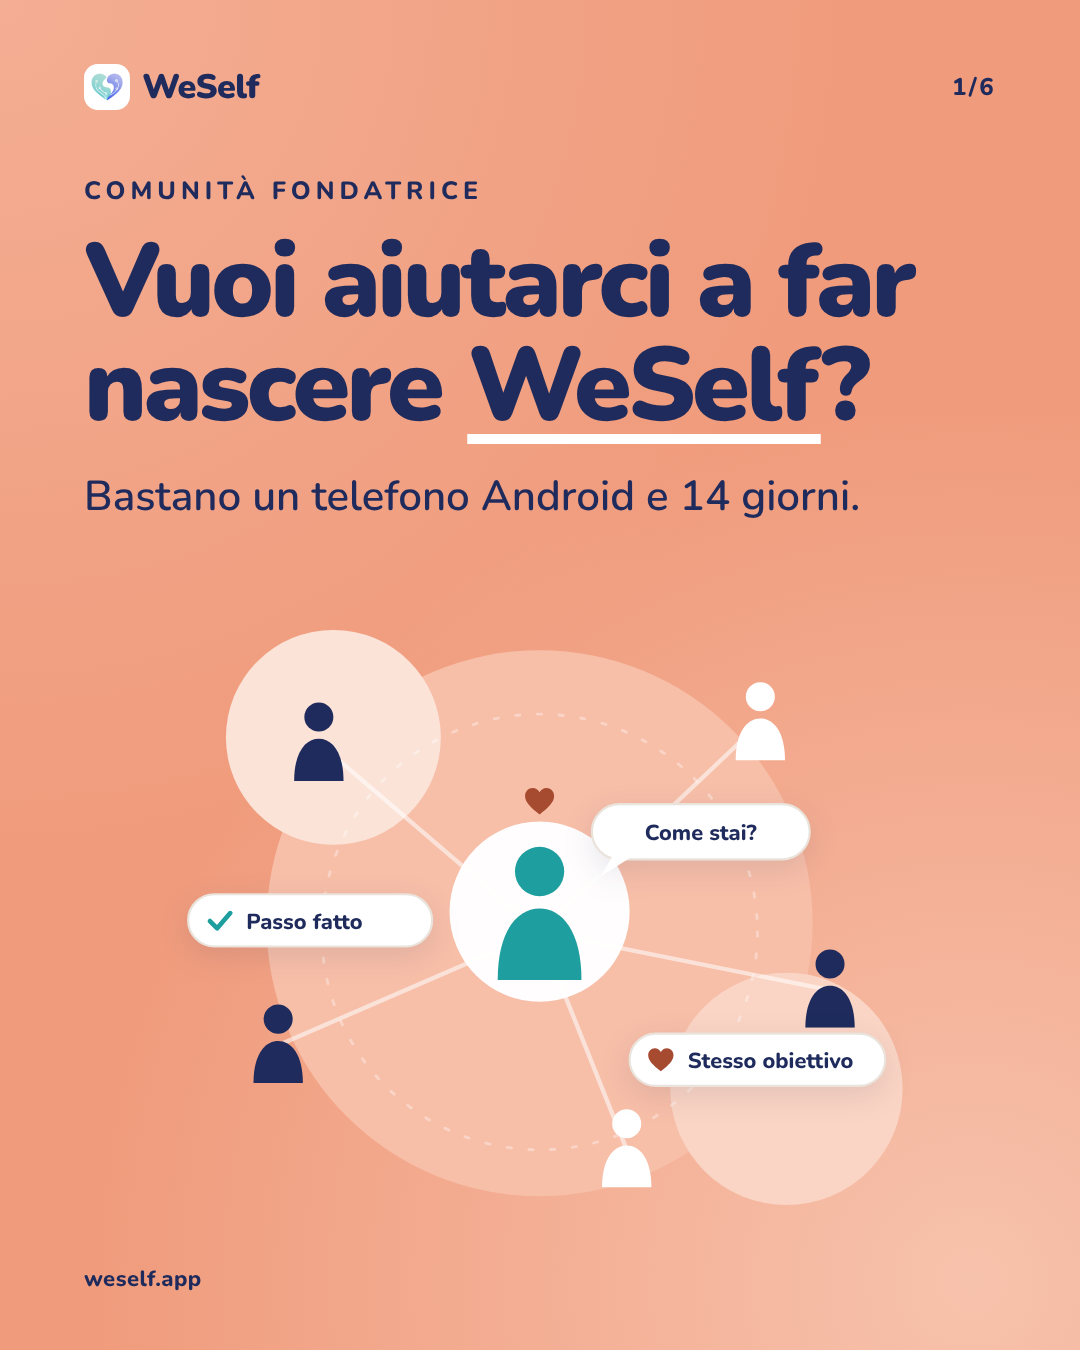 WeSelf
1/6
COMUNITÀ FONDATRICE
Vuoi aiutarci a far
nascere WeSelf?
Bastano un telefono Android e 14 giorni.
Come stai?
Passo fatto
Stesso obiettivo
weself.app